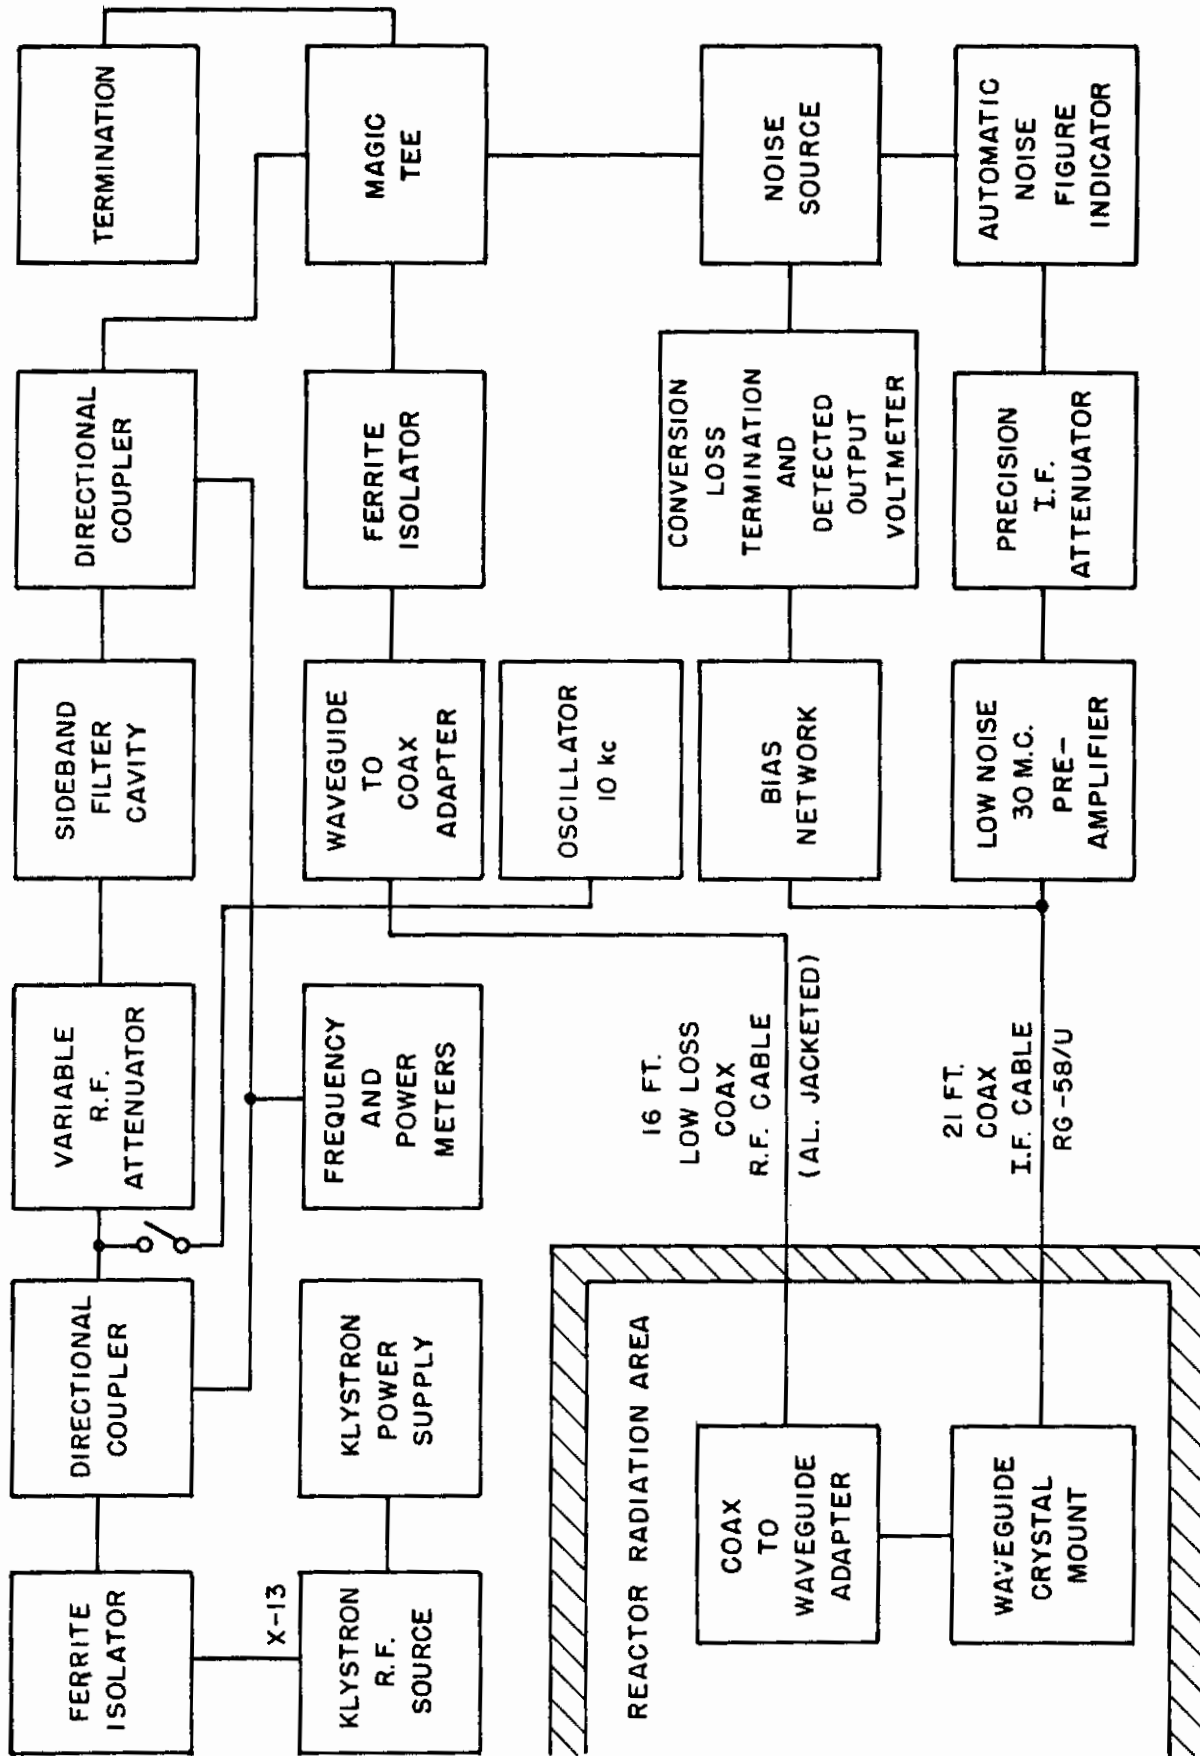 FERRITE
ISOLATOR
DIRECTIONAL
COUPLER
VARIABLE
R.F.
ATTENUATOR
SIDEBAND
FILTER
CAVITY
DIRECTIONAL
COUPLER
TERMINATION
X-13
KLYSTRON
R.F.
SOURCE
KLYSTRON
POWER
SUPPLY
FREQUENCY
AND
POWER
METERS
WAVEGUIDE
TO
COAX
ADAPTER
FERRITE
ISOLATOR
MAGIC
TEE
OSCILLATOR
10 kc
REACTOR RADIATION AREA
16 FT.
LOW LOSS
COAX
R.F. CABLE
(AL. JACKETED)
COAX
TO
WAVEGUIDE
ADAPTER
BIAS
NETWORK
CONVERSION
LOSS
TERMINATION
AND
DETECTED
OUTPUT
VOLTMETER
NOISE
SOURCE
WAVEGUIDE
CRYSTAL
MOUNT
21 FT.
COAX
I.F. CABLE
RG-58/U
LOW NOISE
30 M.C.
PRE-
AMPLIFIER
PRECISION
I.F.
ATTENUATOR
AUTOMATIC
NOISE
FIGURE
INDICATOR